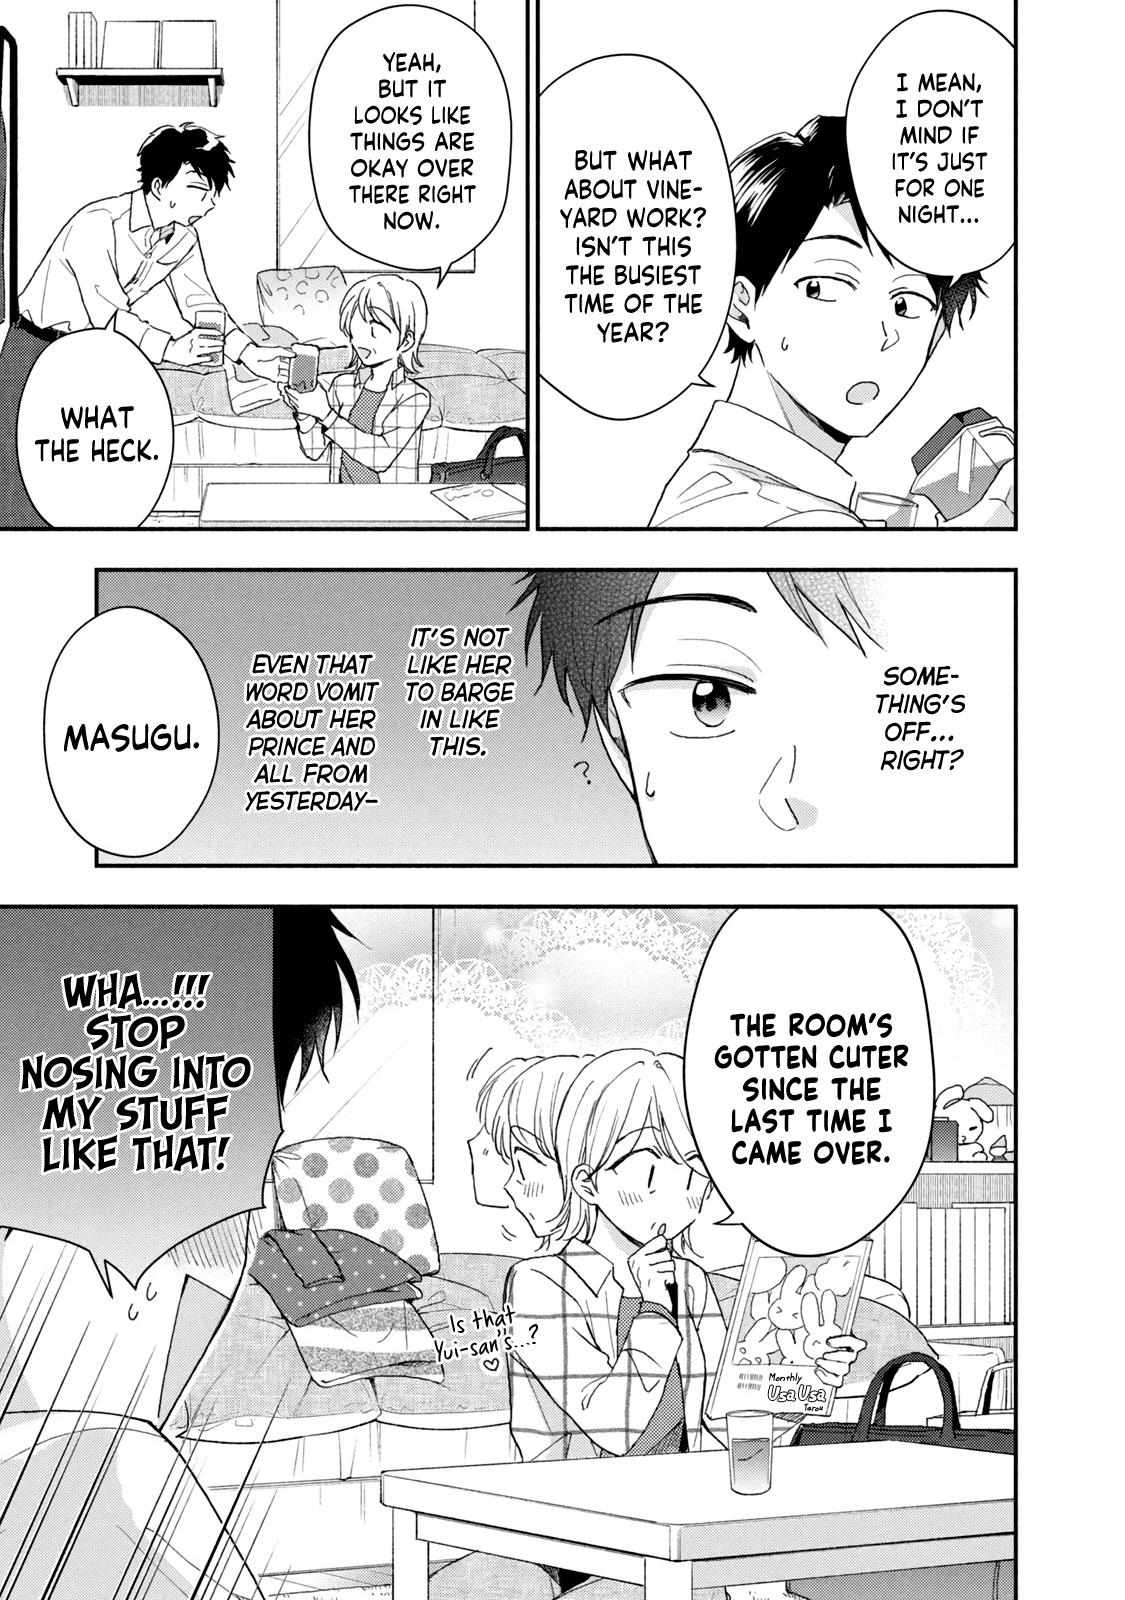 I MEAN,
I DON'T
MIND IF
IT'S JUST
FOR ONE
NIGHT...
BUT WHAT
ABOUT VINE-
YARD WORK?
ISN'T THIS
THE BUSIEST
TIME OF THE
YEAR?
YEAH,
BUT IT
LOOKS LIKE
THINGS ARE
OKAY OVER
THERE RIGHT
NOW.
WHAT
THE HECK.
SOME-
THING'S
OFF...
RIGHT?
?
IT'S NOT
LIKE HER
TO BARGE
IN LIKE
THIS.
EVEN THAT
WORD VOMIT
ABOUT HER
PRINCE AND
ALL FROM
YESTERDAY-
MASUGU.
THE ROOM'S
GOTTEN CUTER
SINCE THE
LAST TIME I
CAME OVER.
Monthly
Usa Usa
Tarou
Is that
Yui-san's...?
♡
WHA...!!!
STOP
NOSING INTO
MY STUFF
LIKE THAT!